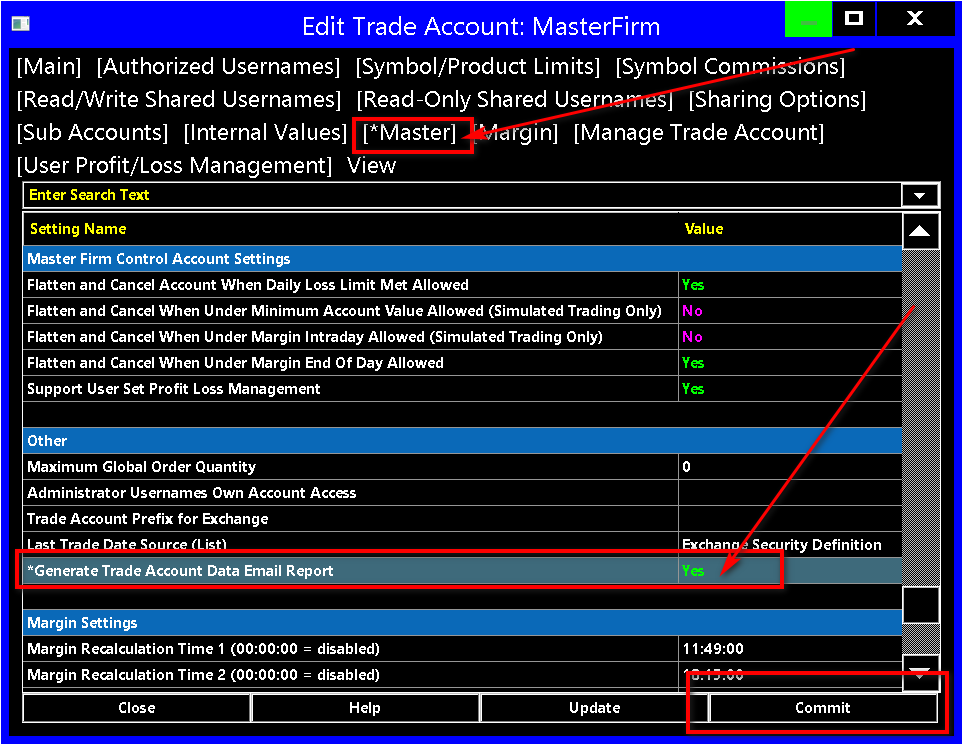 Edit Trade Account: MasterFirm
[Main] [Authorized Usernames] [Symbol/Product Limits] [Symbol Commissions]
[Read/Write Shared Usernames] [Read-Only Shared Usernames] [Sharing Options]
[Sub Accounts] [Internal Values] [*Master] [Margin] [Manage Trade Account]
[User Profit/Loss Management] View
Enter Search Text
Setting Name Value
Master Firm Control Account Settings
Flatten and Cancel Account When Daily Loss Limit Met Allowed Yes
Flatten and Cancel When Under Minimum Account Value Allowed (Simulated Trading Only) No
Flatten and Cancel When Under Margin Intraday Allowed (Simulated Trading Only) No
Flatten and Cancel When Under Margin End Of Day Allowed Yes
Support User Set Profit Loss Management Yes
Other
Maximum Global Order Quantity 0
Administrator Usernames Own Account Access
Trade Account Prefix for Exchange
Last Trade Date Source (List) Exchange Security Definition
*Generate Trade Account Data Email Report Yes
Margin Settings
Margin Recalculation Time 1 (00:00:00 = disabled) 11:49:00
Margin Recalculation Time 2 (00:00:00 = disabled) 18:15:00
Close Help Update Commit